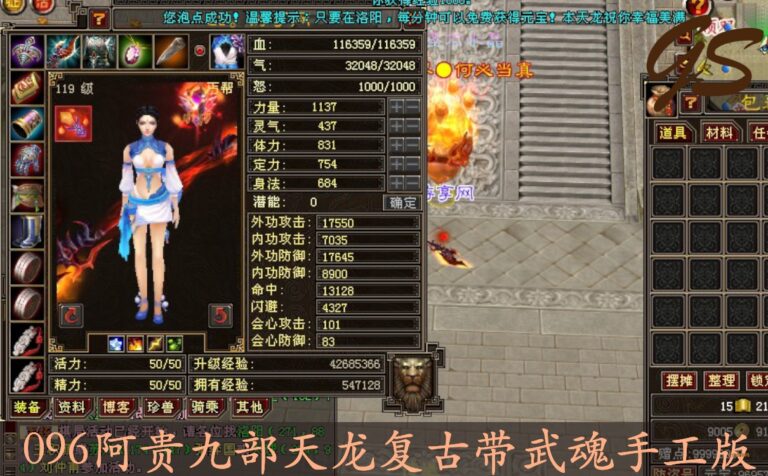 您泡点成功! 温馨提示: 只要在洛阳, 每分钟可以免费获得元宝! 本天龙祝你幸福美满
GS
血: 116359/116359
气: 32048/32048
怒: 1000/1000
119 级
丐帮
力量: 1137
灵气: 437
体力: 831
定力: 754
身法: 684
潜能: 0 确定
外功攻击: 17550
内功攻击: 7035
外功防御: 17645
内功防御: 8900
命中: 13128
闪避: 4327
会心攻击: 101
会心防御: 83
活力: 50/50 升级经验: 42685366
精力: 50/50 拥有经验: 547128
装备 资料 博客 珍兽 骑乘 其他
何必当真
道具 材料
摆摊 整理
15
096阿贵九部天龙复古带武魂手工版